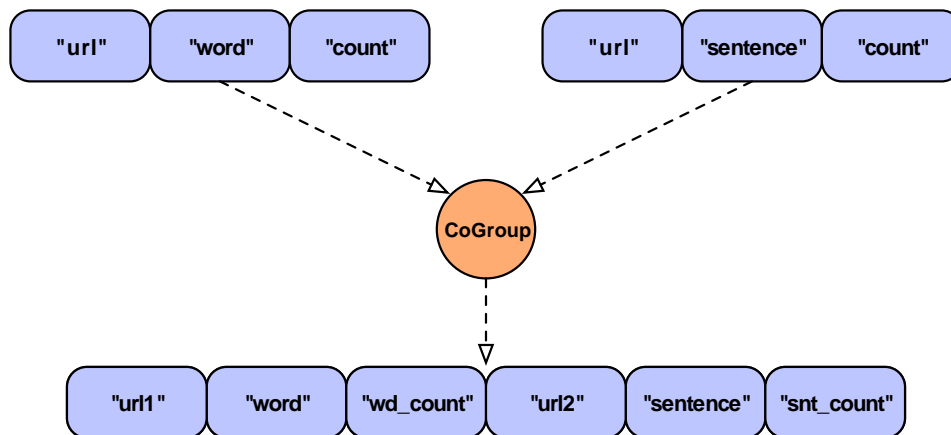 "url" "word" "count" "url" "sentence" "count"
CoGroup
"url1" "word" "wd_count" "url2" "sentence" "snt_count"